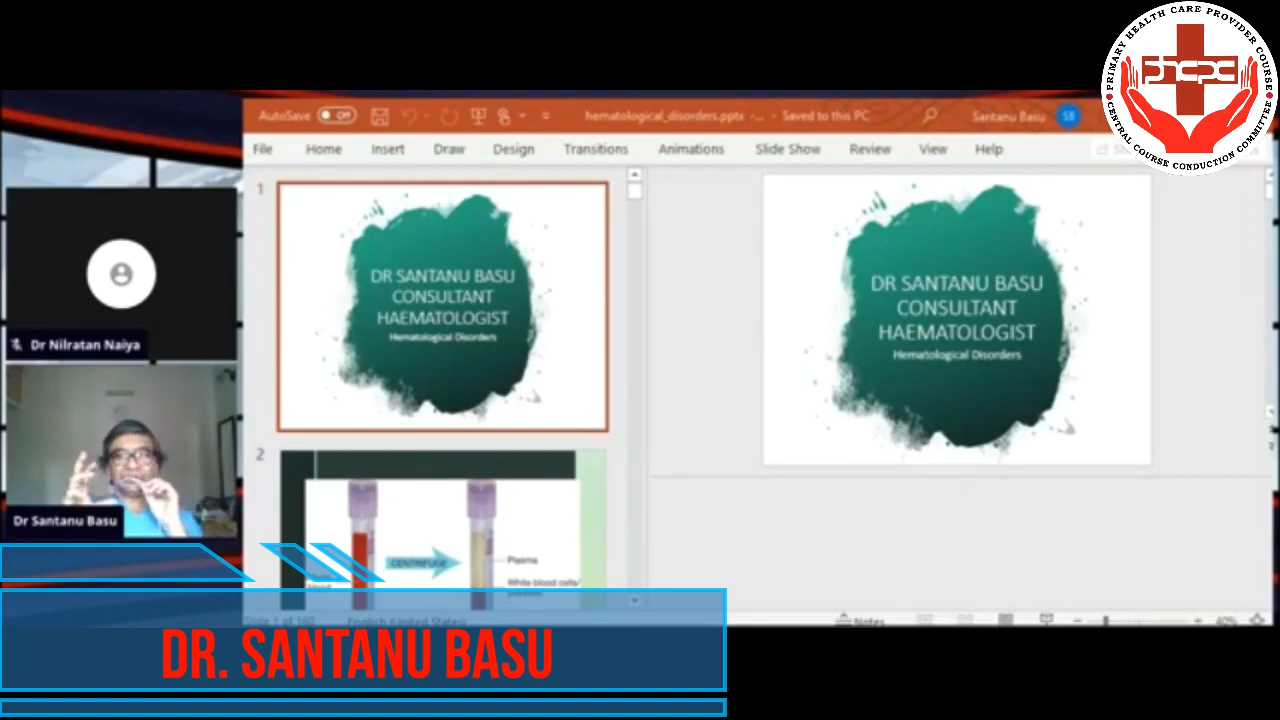 PRIMARY HEALTH CARE PROVIDER COURSE
CENTRAL COURSE CONDUCTION COMMITTEE
AutoSave Off
hematological_disorders.pptx
Saved to this PC
Santanu Basu
SB
File Home Insert Draw Design Transitions Animations Slide Show Review View Help
1
DR SANTANU BASU
CONSULTANT
HAEMATOLOGIST
Hematological Disorders
DR SANTANU BASU
CONSULTANT
HAEMATOLOGIST
Hematological Disorders
Dr Nilratan Naiya
2
CENTRIFUGE
Plasma
White blood cells/
Dr Santanu Basu
Notes
DR. SANTANU BASU